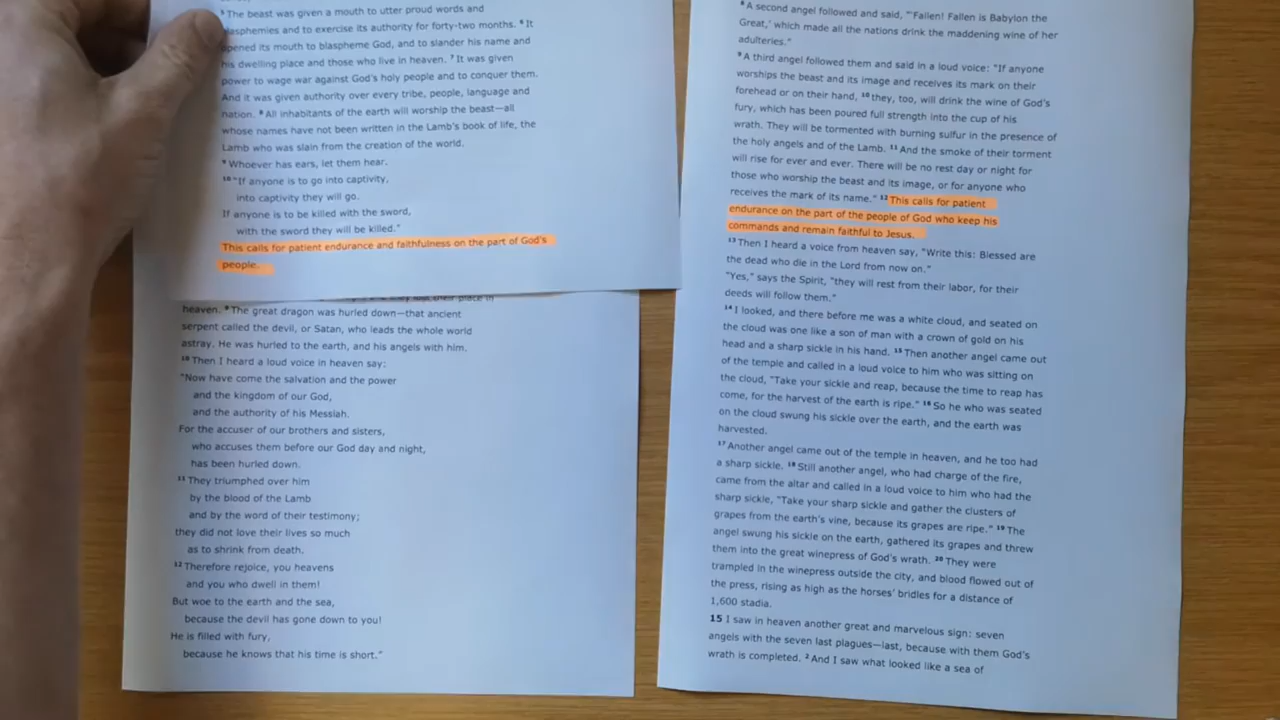 ⁵ The beast was given a mouth to utter proud words and
blasphemies and to exercise its authority for forty-two months. ⁶ It
opened its mouth to blaspheme God, and to slander his name and
his dwelling place and those who live in heaven. ⁷ It was given
power to wage war against God's holy people and to conquer them.
And it was given authority over every tribe, people, language and
nation. ⁸ All inhabitants of the earth will worship the beast—all
whose names have not been written in the Lamb's book of life, the
Lamb who was slain from the creation of the world.
⁹ Whoever has ears, let them hear.
¹⁰ "If anyone is to go into captivity,
into captivity they will go.
If anyone is to be killed with the sword,
with the sword they will be killed."
This calls for patient endurance and faithfulness on the part of God's
people.
their place in
heaven. ⁹ The great dragon was hurled down—that ancient
serpent called the devil, or Satan, who leads the whole world
astray. He was hurled to the earth, and his angels with him.
¹⁰ Then I heard a loud voice in heaven say:
"Now have come the salvation and the power
and the kingdom of our God,
and the authority of his Messiah.
For the accuser of our brothers and sisters,
who accuses them before our God day and night,
has been hurled down.
¹¹ They triumphed over him
by the blood of the Lamb
and by the word of their testimony;
they did not love their lives so much
as to shrink from death.
¹² Therefore rejoice, you heavens
and you who dwell in them!
But woe to the earth and the sea,
because the devil has gone down to you!
He is filled with fury,
because he knows that his time is short."
⁸ A second angel followed and said, "'Fallen! Fallen is Babylon the
Great,' which made all the nations drink the maddening wine of her
adulteries."
⁹ A third angel followed them and said in a loud voice: "If anyone
worships the beast and its image and receives its mark on their
forehead or on their hand, ¹⁰ they, too, will drink the wine of God's
fury, which has been poured full strength into the cup of his
wrath. They will be tormented with burning sulfur in the presence of
the holy angels and of the Lamb. ¹¹ And the smoke of their torment
will rise for ever and ever. There will be no rest day or night for
those who worship the beast and its image, or for anyone who
receives the mark of its name." ¹² This calls for patient
endurance on the part of the people of God who keep his
commands and remain faithful to Jesus.
¹³ Then I heard a voice from heaven say, "Write this: Blessed are
the dead who die in the Lord from now on."
"Yes," says the Spirit, "they will rest from their labor, for their
deeds will follow them."
¹⁴ I looked, and there before me was a white cloud, and seated on
the cloud was one like a son of man with a crown of gold on his
head and a sharp sickle in his hand. ¹⁵ Then another angel came out
of the temple and called in a loud voice to him who was sitting on
the cloud, "Take your sickle and reap, because the time to reap has
come, for the harvest of the earth is ripe." ¹⁶ So he who was seated
on the cloud swung his sickle over the earth, and the earth was
harvested.
¹⁷ Another angel came out of the temple in heaven, and he too had
a sharp sickle. ¹⁸ Still another angel, who had charge of the fire,
came from the altar and called in a loud voice to him who had the
sharp sickle, "Take your sharp sickle and gather the clusters of
grapes from the earth's vine, because its grapes are ripe." ¹⁹ The
angel swung his sickle on the earth, gathered its grapes and threw
them into the great winepress of God's wrath. ²⁰ They were
trampled in the winepress outside the city, and blood flowed out of
the press, rising as high as the horses' bridles for a distance of
1,600 stadia.
15 I saw in heaven another great and marvelous sign: seven
angels with the seven last plagues—last, because with them God's
wrath is completed. ² And I saw what looked like a sea of